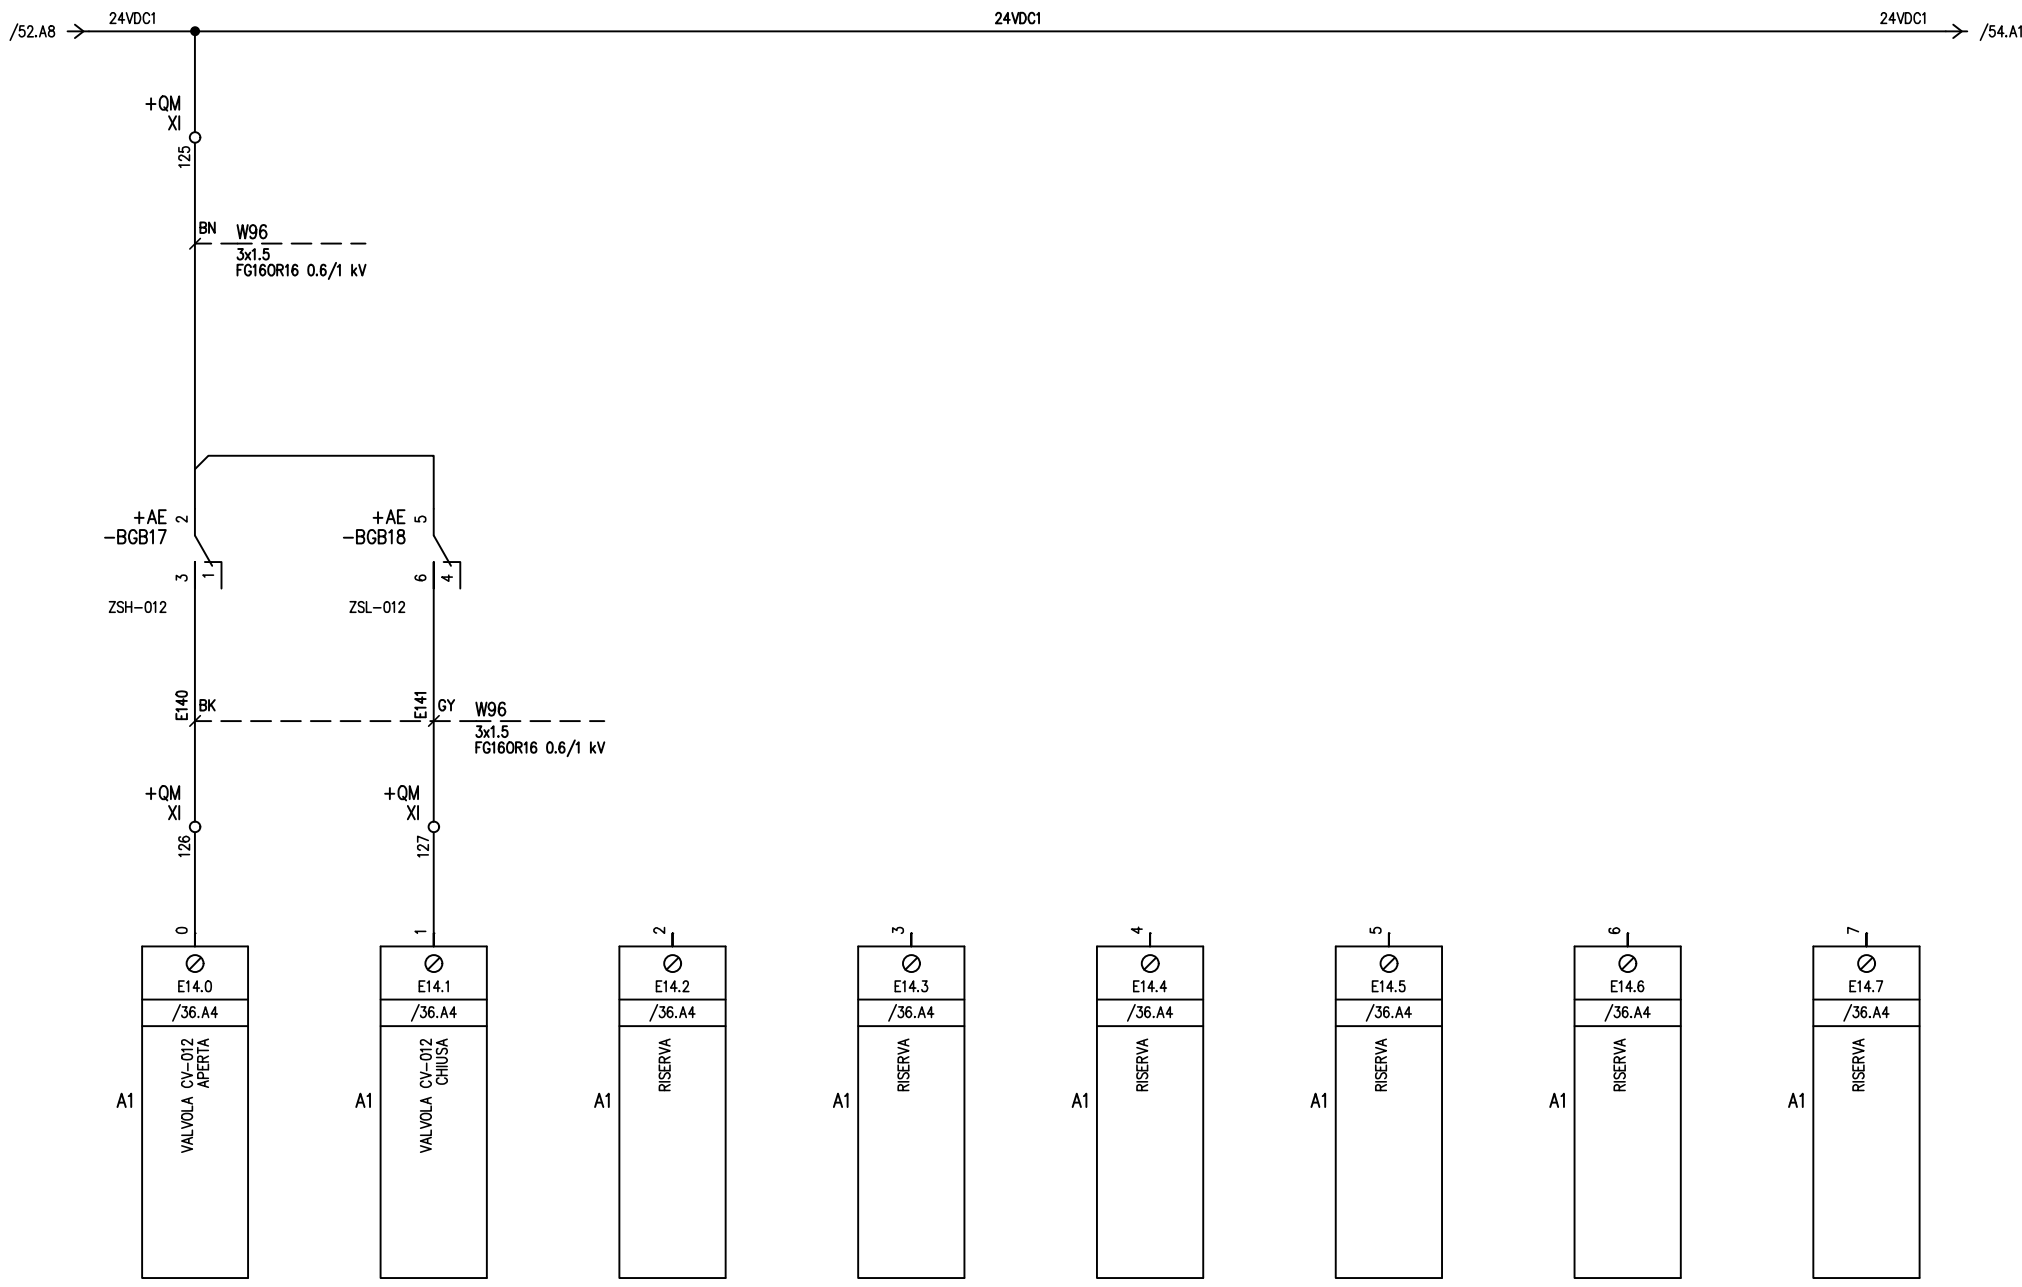 24VDC1
24VDC1
24VDC1
/52.A8
/54.A1
+QM
XI
125
BN
W96
3x1.5
FG16OR16 0.6/1 kV
+AE
-BGB17
2
3
1
ZSH-012
+AE
-BGB18
5
6
4
ZSL-012
E140
BK
E141
GY
W96
3x1.5
FG16OR16 0.6/1 kV
+QM
XI
126
+QM
XI
127
0
1
2
3
4
5
6
7
E14.0
E14.1
E14.2
E14.3
E14.4
E14.5
E14.6
E14.7
/36.A4
/36.A4
/36.A4
/36.A4
/36.A4
/36.A4
/36.A4
/36.A4
A1
VALVOLA CV-012
APERTA
A1
VALVOLA CV-012
CHIUSA
A1
RISERVA
A1
RISERVA
A1
RISERVA
A1
RISERVA
A1
RISERVA
A1
RISERVA